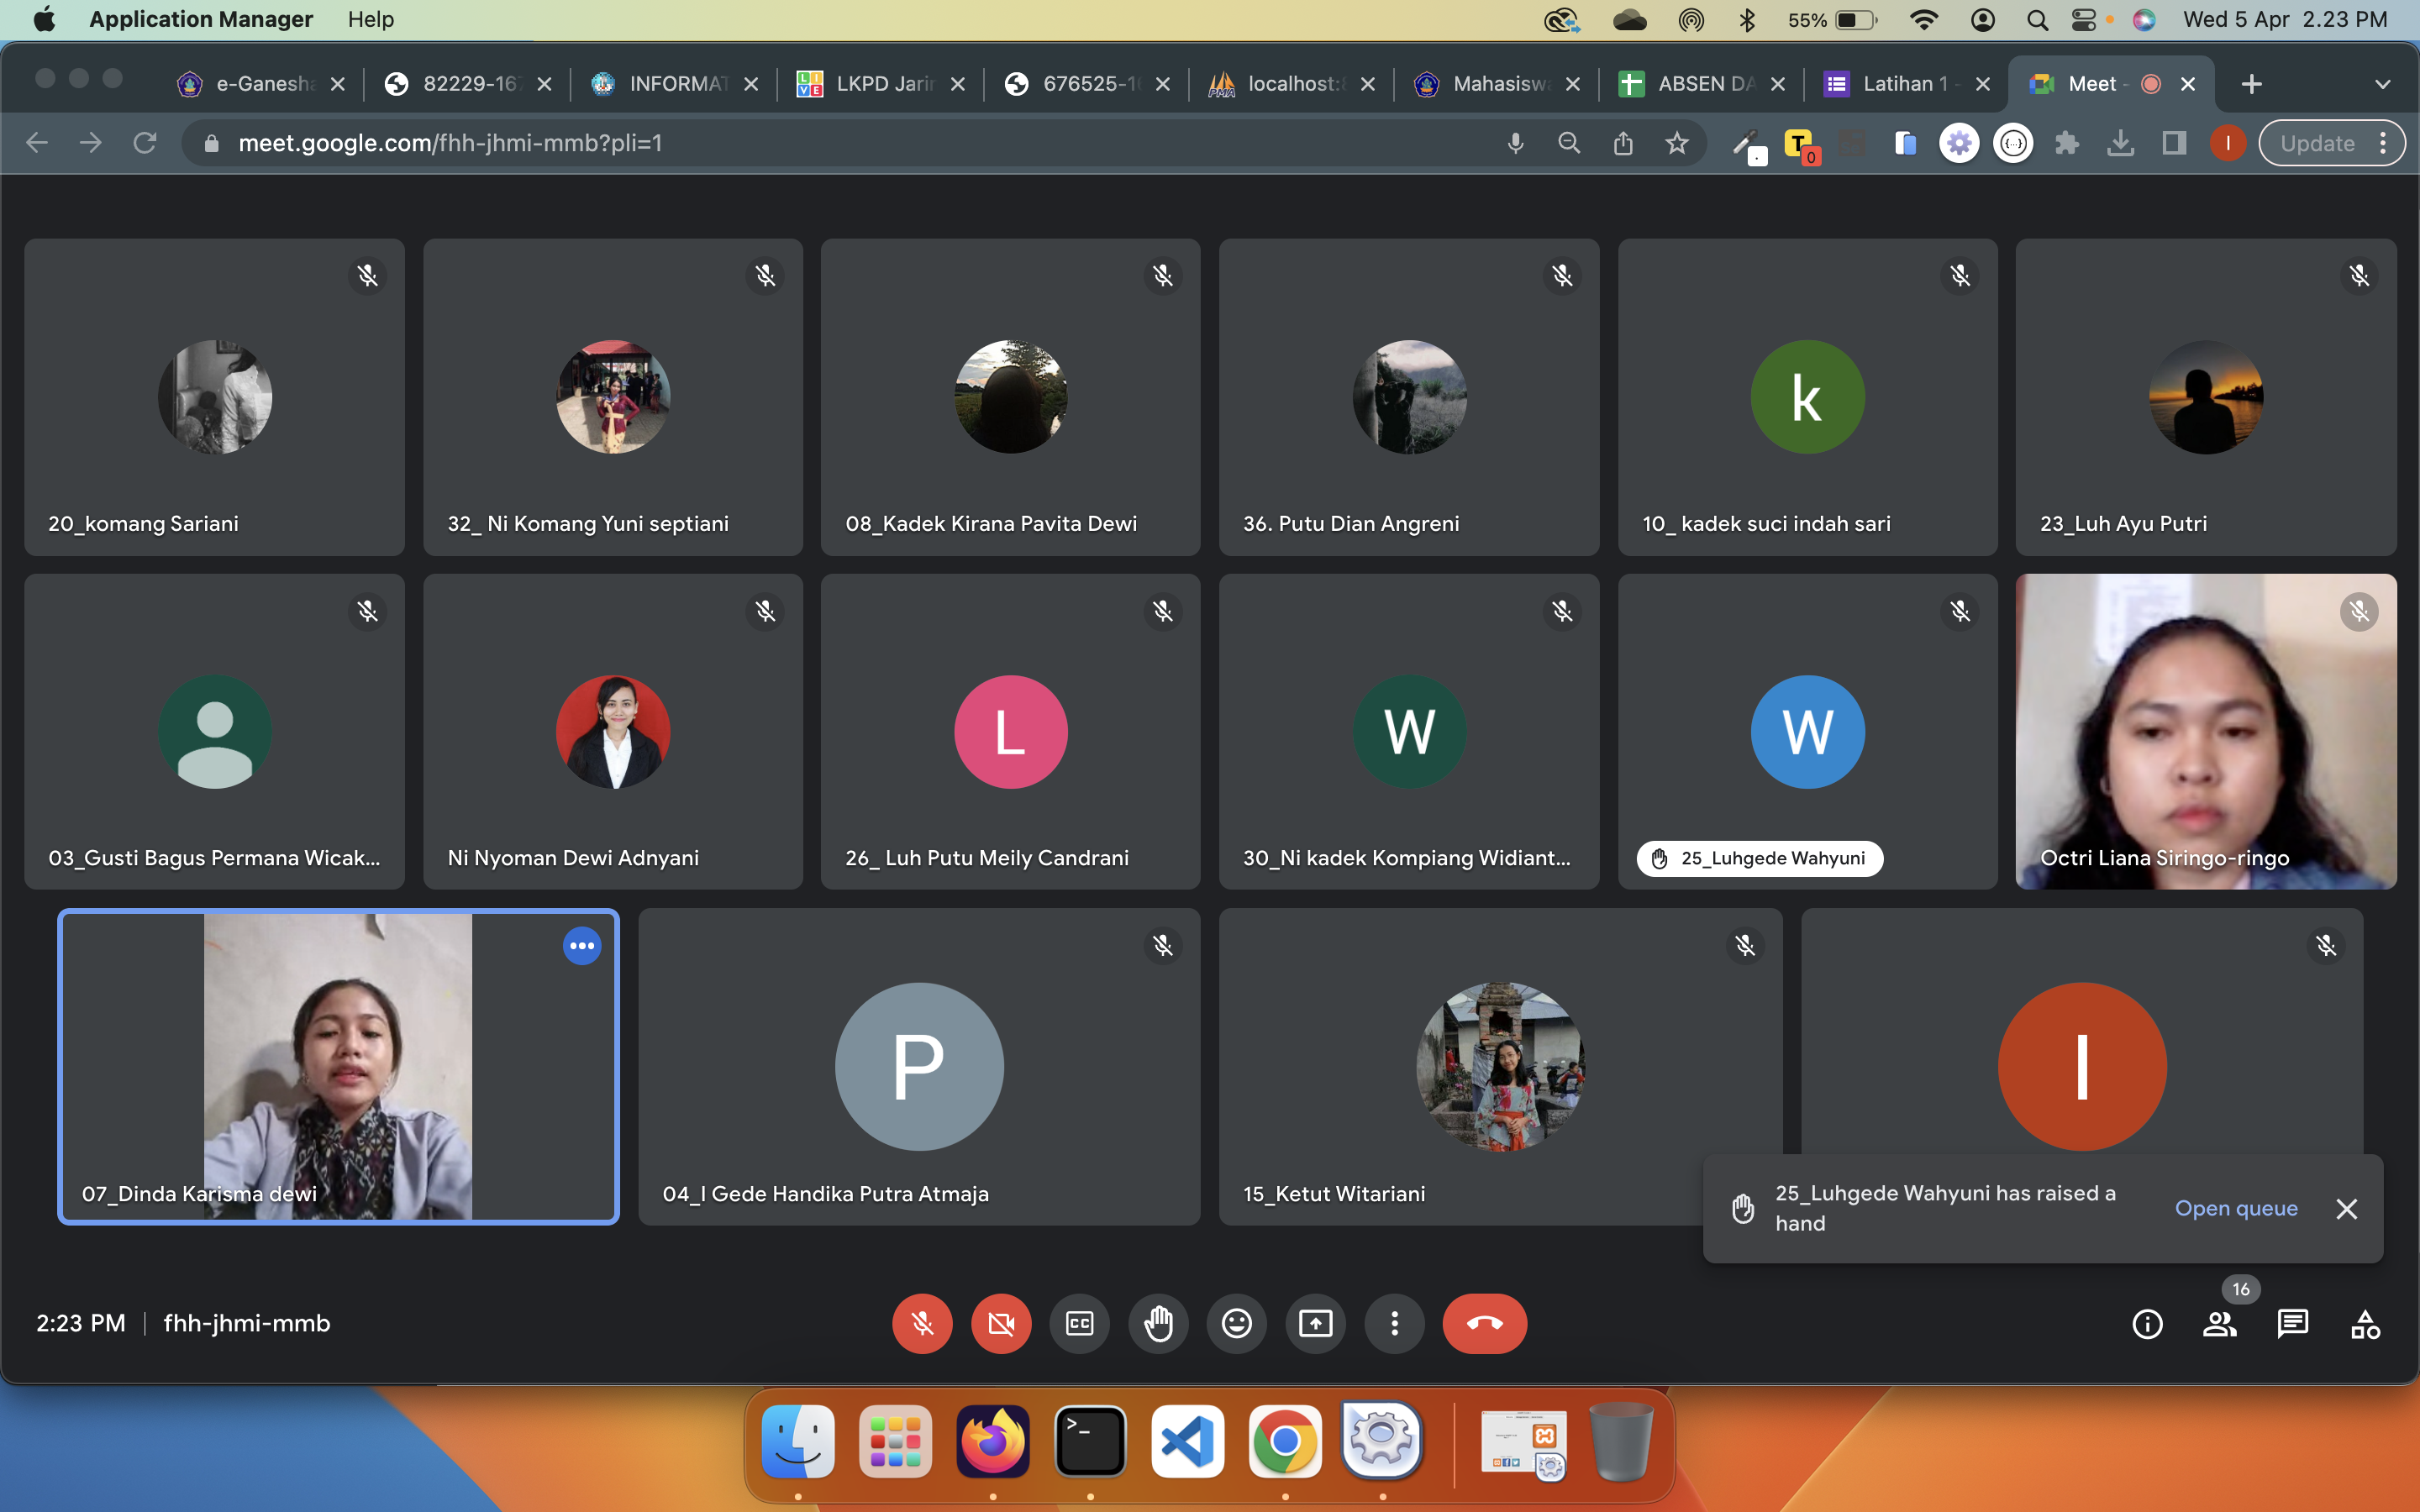 Application Manager Help
55% Wed 5 Apr 2.23 PM
e-Ganesha 82229-167 INFORMAT LKPD Jarin 676525-16 localhost:8 Mahasiswa ABSEN DA Latihan 1 - Meet -
meet.google.com/fhh-jhmi-mmb?pli=1
T 0 I Update
k
20_komang Sariani
32_ Ni Komang Yuni septiani
08_Kadek Kirana Pavita Dewi
36. Putu Dian Angreni
10_ kadek suci indah sari
23_Luh Ayu Putri
L W W
03_Gusti Bagus Permana Wicak...
Ni Nyoman Dewi Adnyani
26_ Luh Putu Meily Candrani
30_Ni kadek Kompiang Widiant...
25_Luhgede Wahyuni
Octri Liana Siringo-ringo
P I
07_Dinda Karisma dewi
04_I Gede Handika Putra Atmaja
15_Ketut Witariani
25_Luhgede Wahyuni has raised a
hand
Open queue
16
2:23 PM fhh-jhmi-mmb
CC